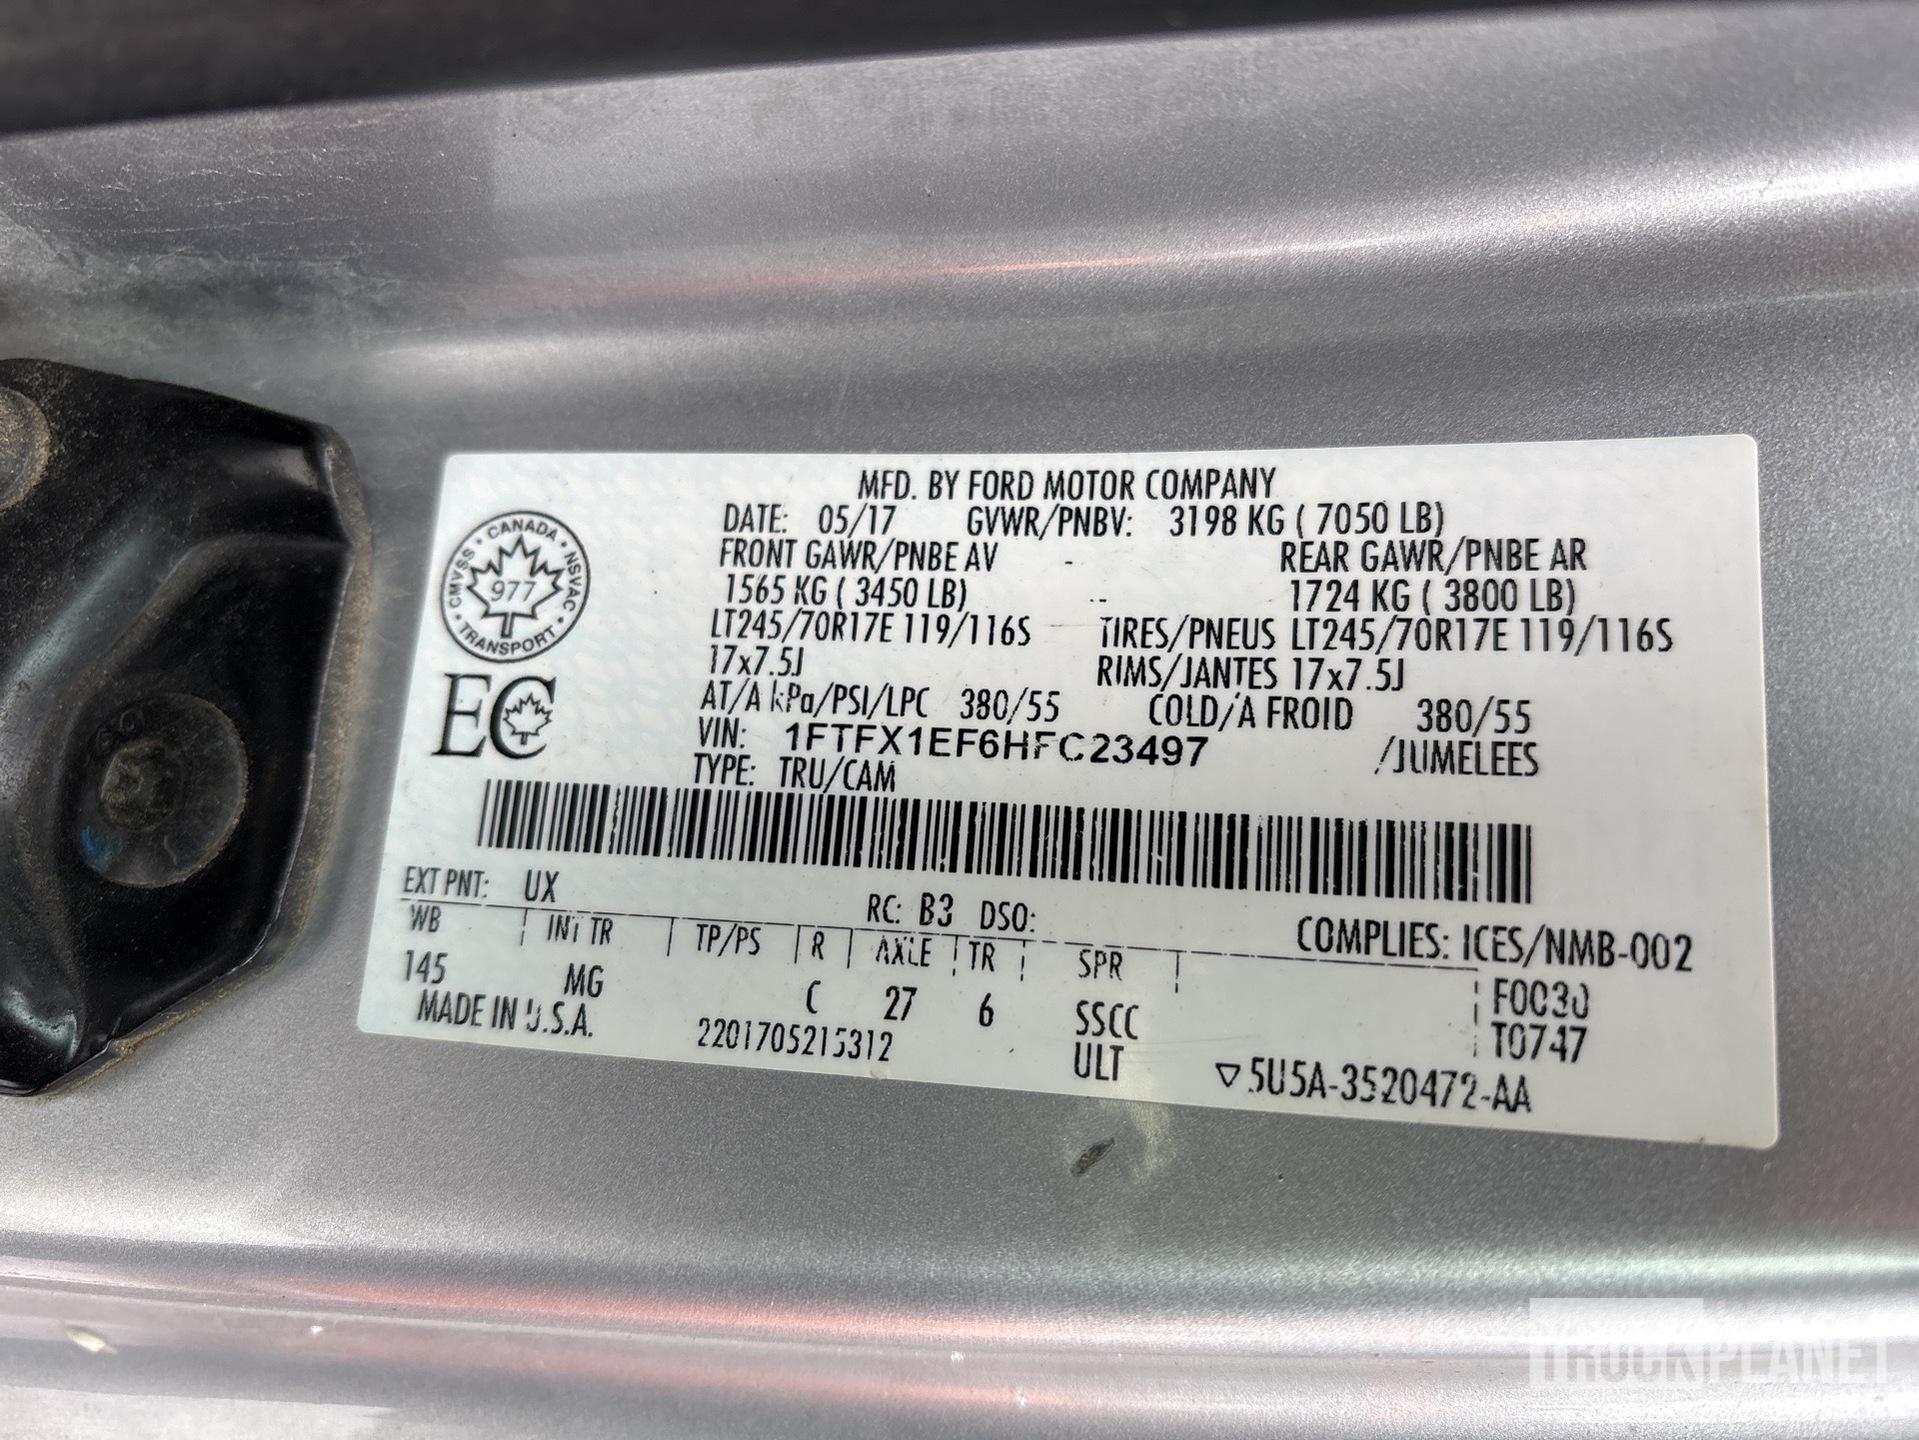 MFD. BY FORD MOTOR COMPANY
DATE: 05/17 GVWR/PNBV: 3198 KG ( 7050 LB)
FRONT GAWR/PNBE AV - REAR GAWR/PNBE AR
1565 KG ( 3450 LB) -- 1724 KG ( 3800 LB)
LT245/70R17E 119/116S TIRES/PNEUS LT245/70R17E 119/116S
17x7.5J RIMS/JANTES 17x7.5J
AT/A kPa/PSI/LPC 380/55 COLD/A FROID 380/55
VIN: 1FTFX1EF6HFC23497 /JUMELEES
TYPE: TRU/CAM
CANADA
CMVSS • NSVAC
977
TRANSPORT
EC
EXT PNT: UX RC: B3 DSO: COMPLIES: ICES/NMB-002
WB INT TR TP/PS R AXLE TR SPR
145 MG C 27 6 SSCC F0030
MADE IN U.S.A. 2201705215312 ULT T0747
▽5U5A-3520472-AA
TRUCKPLANET